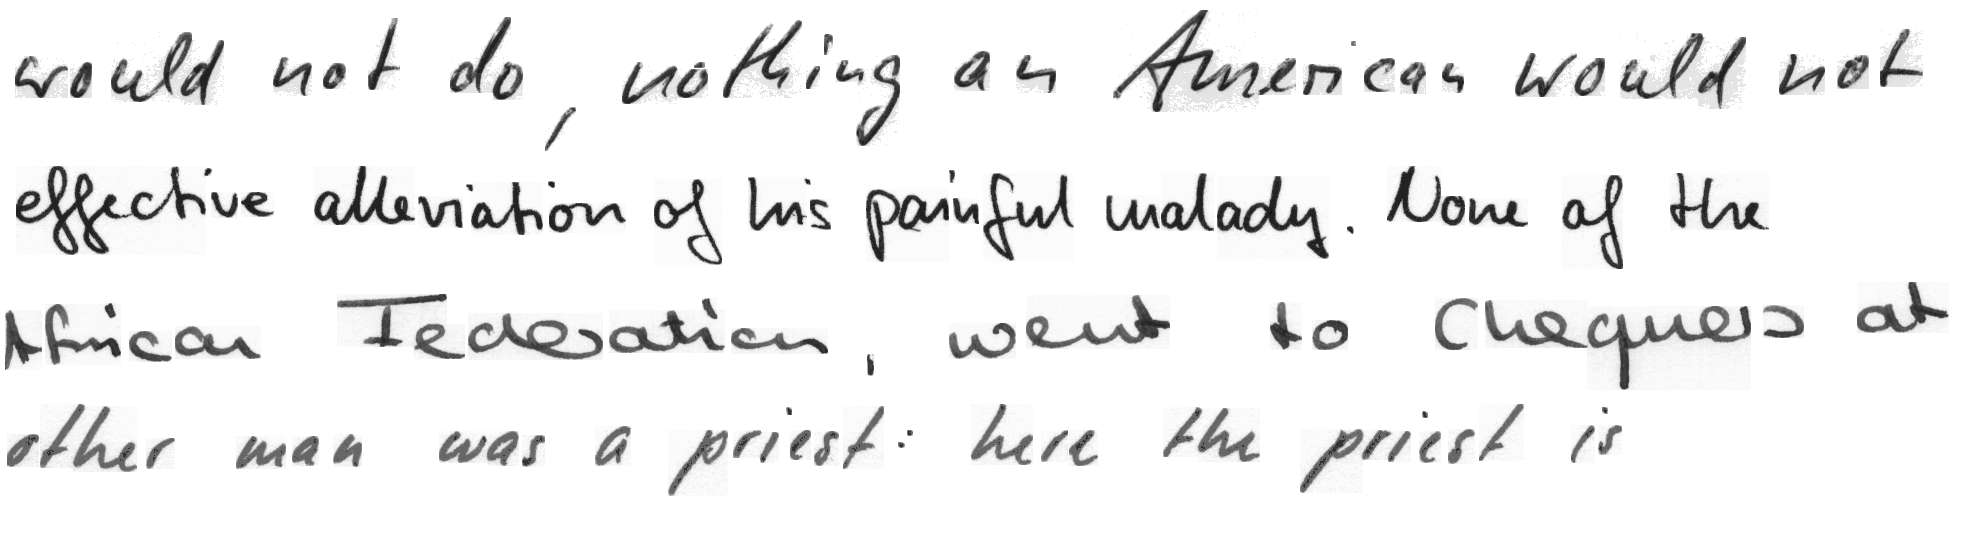 would not do, nothing an American would not
effective alleviation of his painful malady. None of the
African Federation, went to Chequers at
other man was a priest: here the priest is